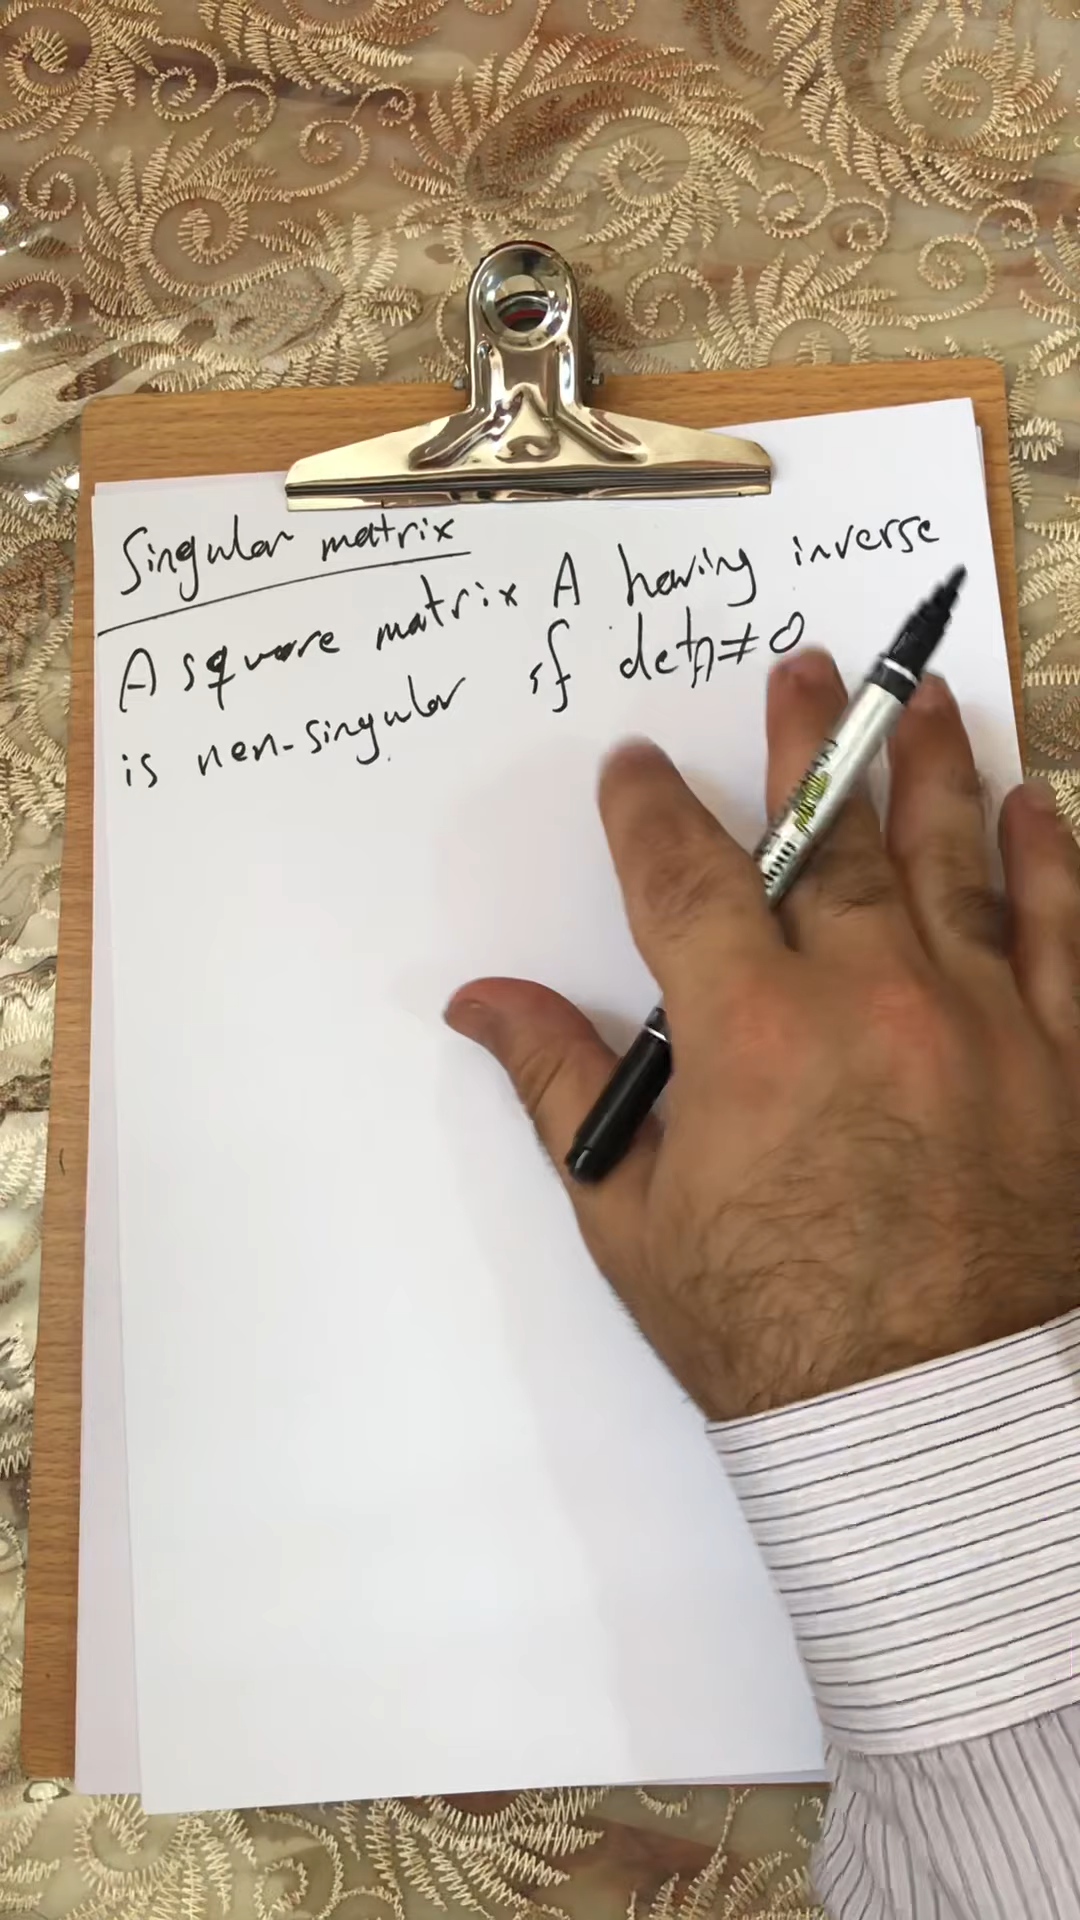 Singular matrix
A square matrix A having inverse
is non-singular if detA≠0